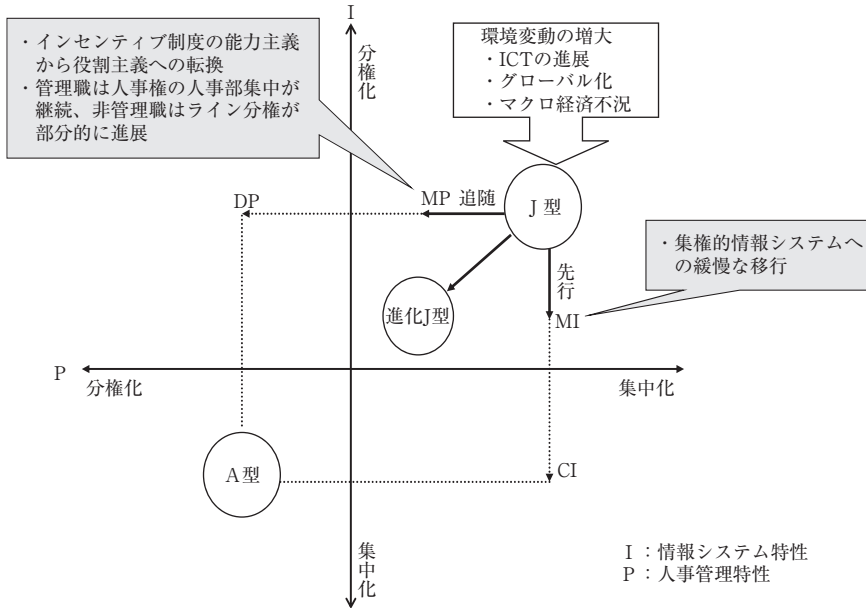 I
・インセンティブ制度の能力主義
から役割主義への転換
・管理職は人事権の人事部集中が
継続、非管理職はライン分権が
部分的に進展
分権化
環境変動の増大
・ICTの進展
・グローバル化
・マクロ経済不況
DP
MP 追随
J型
・集権的情報システムへ
の緩慢な移行
先行
進化J型
MI
P
分権化
集中化
A型
CI
集中化
I：情報システム特性
P：人事管理特性